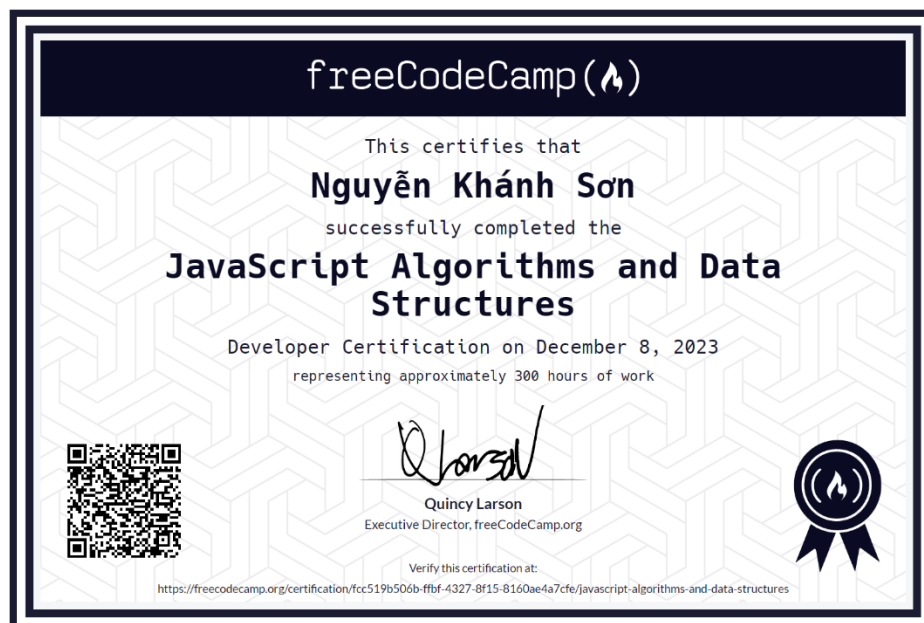 freeCodeCamp(🔥)
This certifies that
Nguyễn Khánh Sơn
successfully completed the
JavaScript Algorithms and Data
Structures
Developer Certification on December 8, 2023
representing approximately 300 hours of work
QLarson
Quincy Larson
Executive Director, freeCodeCamp.org
Verify this certification at:
https://freecodecamp.org/certification/fcc519b506b-ffbf-4327-8f15-8160ae4a7cfe/javascript-algorithms-and-data-structures